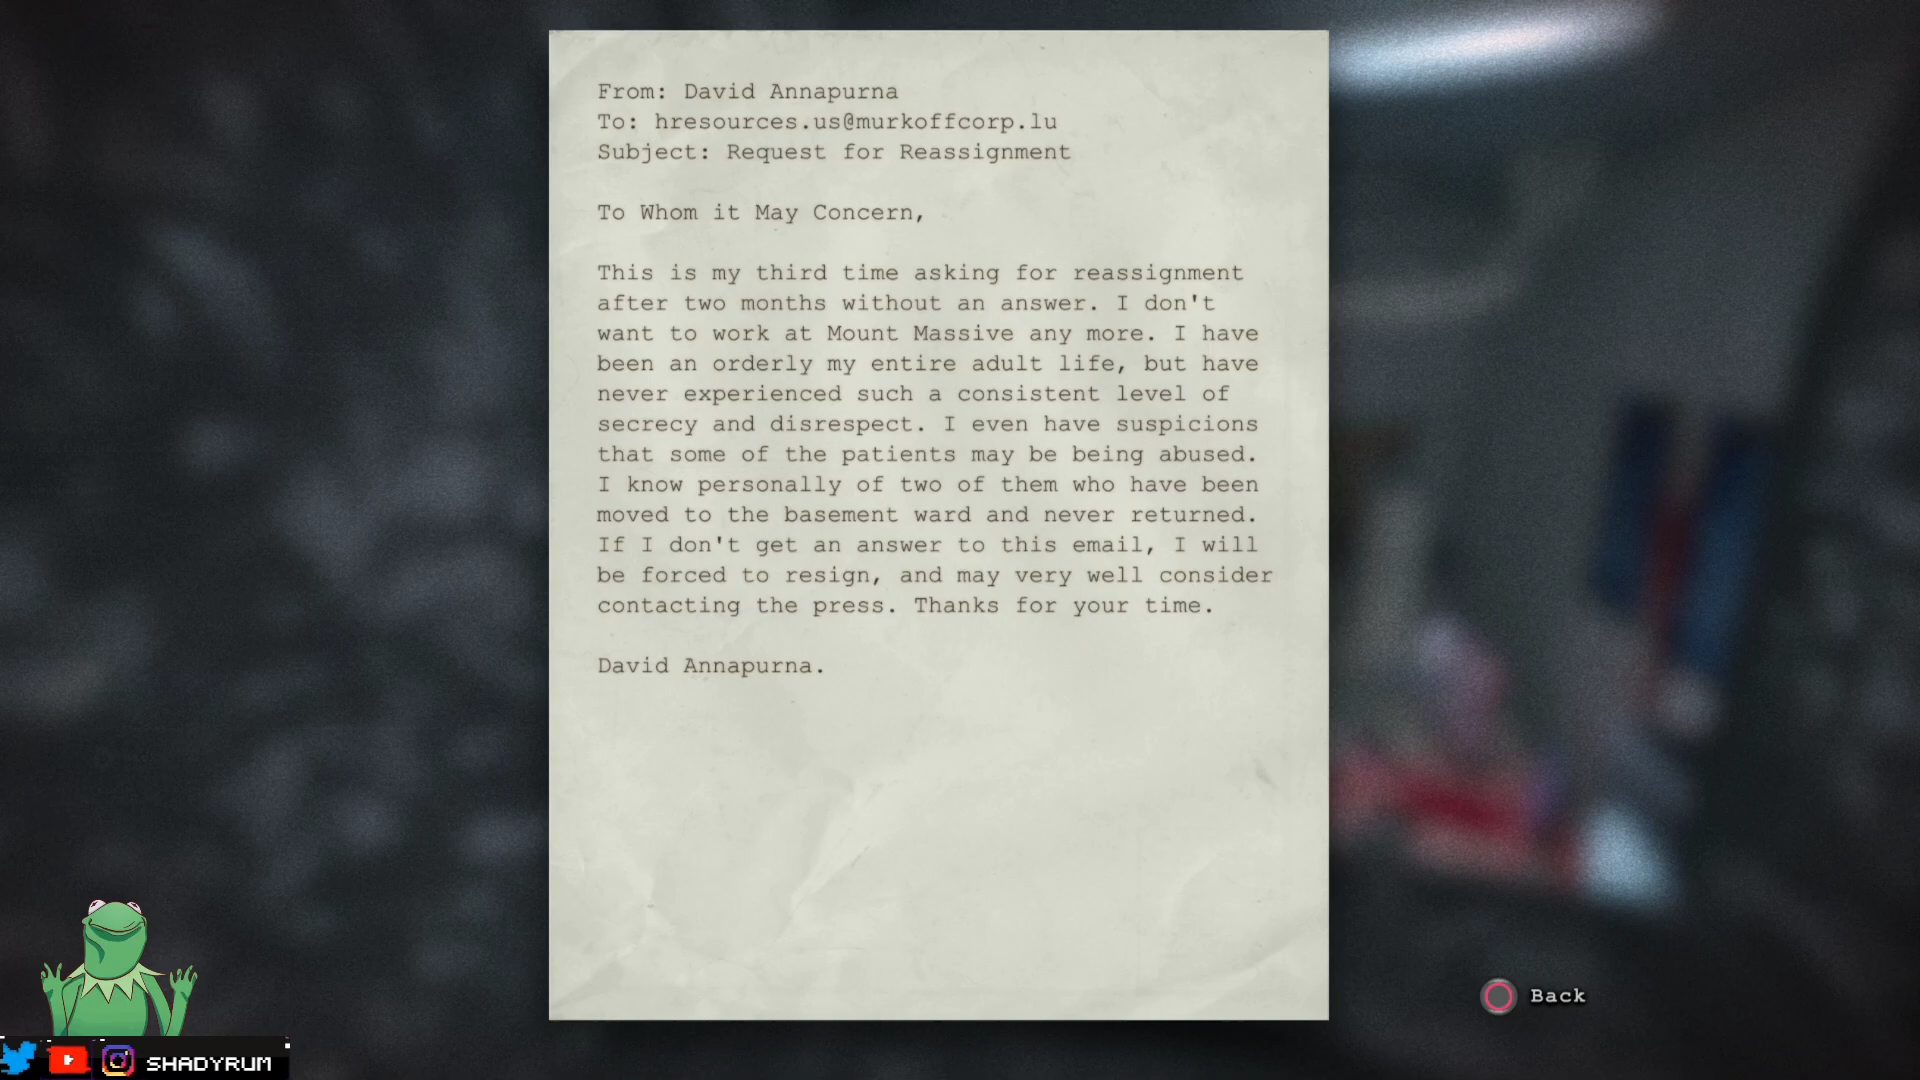 From: David Annapurna
To: hresources.us@murkoffcorp.lu
Subject: Request for Reassignment
To Whom it May Concern,
This is my third time asking for reassignment
after two months without an answer. I don't
want to work at Mount Massive any more. I have
been an orderly my entire adult life, but have
never experienced such a consistent level of
secrecy and disrespect. I even have suspicions
that some of the patients may be being abused.
I know personally of two of them who have been
moved to the basement ward and never returned.
If I don't get an answer to this email, I will
be forced to resign, and may very well consider
contacting the press. Thanks for your time.
David Annapurna.
Back
SHADYRUM